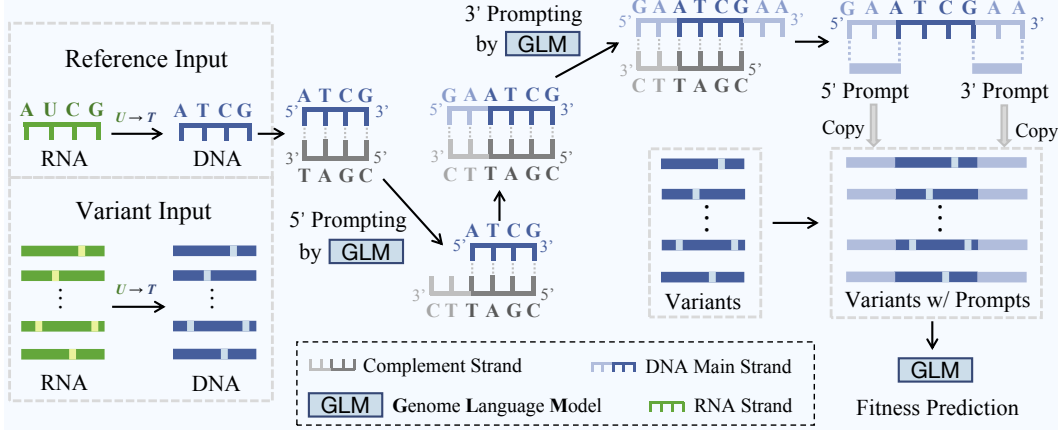 Reference Input
A U C G
U → T
RNA
A T C G
DNA
Variant Input
U → T
RNA
DNA
A T C G
5’ 3’
3’ 5’
T A G C
5’ Prompting
by GLM
A T C G
5’ 3’
3’ 5’
C T T A G C
G A A T C G
5’ 3’
3’ 5’
C T T A G C
3’ Prompting
by GLM
G A A T C G A A
5’ 3’
3’ 5’
C T T A G C
G A A T C G A A
5’ 3’
5’ Prompt
3’ Prompt
Copy
Copy
Variants
Variants w/ Prompts
GLM
Fitness Prediction
Complement Strand
DNA Main Strand
GLM Genome Language Model
RNA Strand